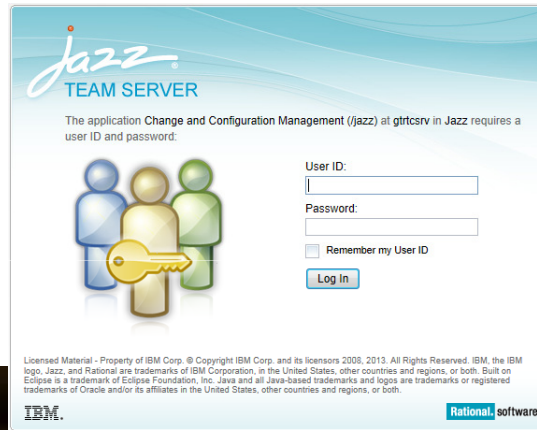 jazz
TEAM SERVER
The application Change and Configuration Management (/jazz) at gtrtcsrv in Jazz requires a
user ID and password:
User ID:
Password:
Remember my User ID
Log In
Licensed Material - Property of IBM Corp. © Copyright IBM Corp. and its licensors 2008, 2013. All Rights Reserved. IBM, the IBM
logo, Jazz, and Rational are trademarks of IBM Corporation, in the United States, other countries and regions, or both. Built on
Eclipse is a trademark of Eclipse Foundation, Inc. Java and all Java-based trademarks and logos are trademarks or registered
trademarks of Oracle and/or its affiliates in the United States, other countries and regions, or both.
IBM.
Rational. software